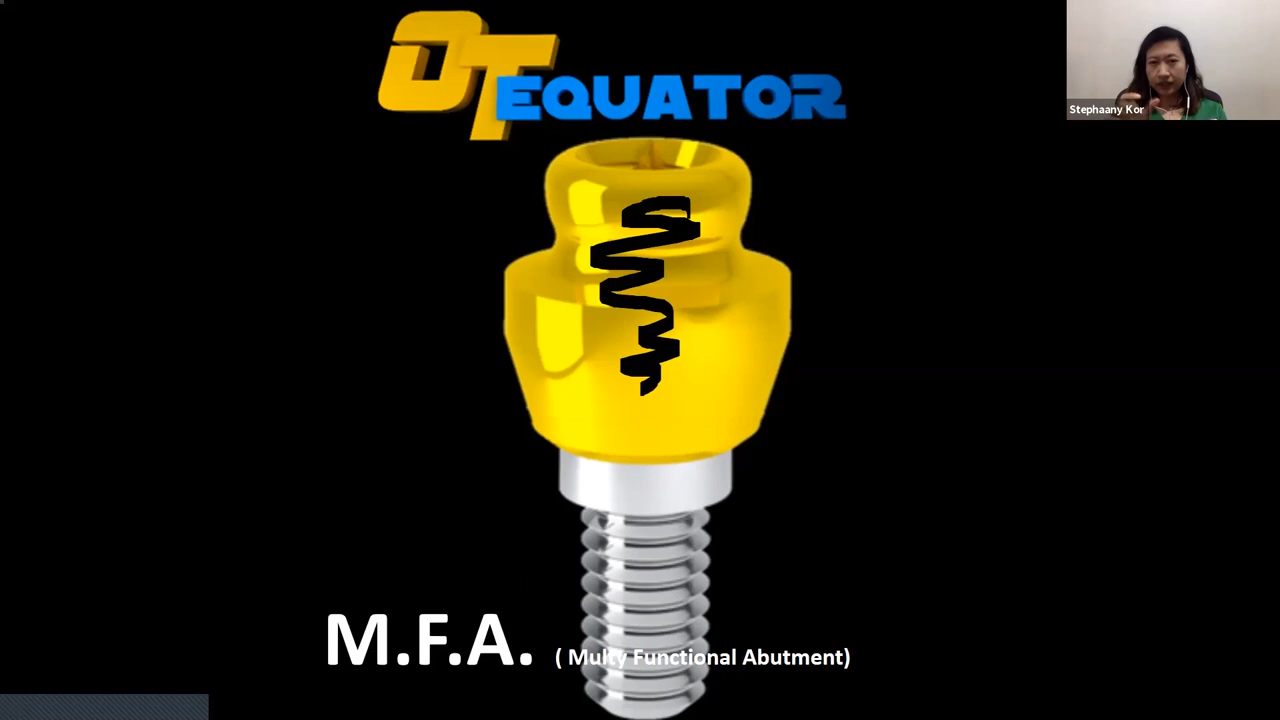 OT EQUATOR
Stephaany Kor
M.F.A. ( Multy Functional Abutment)